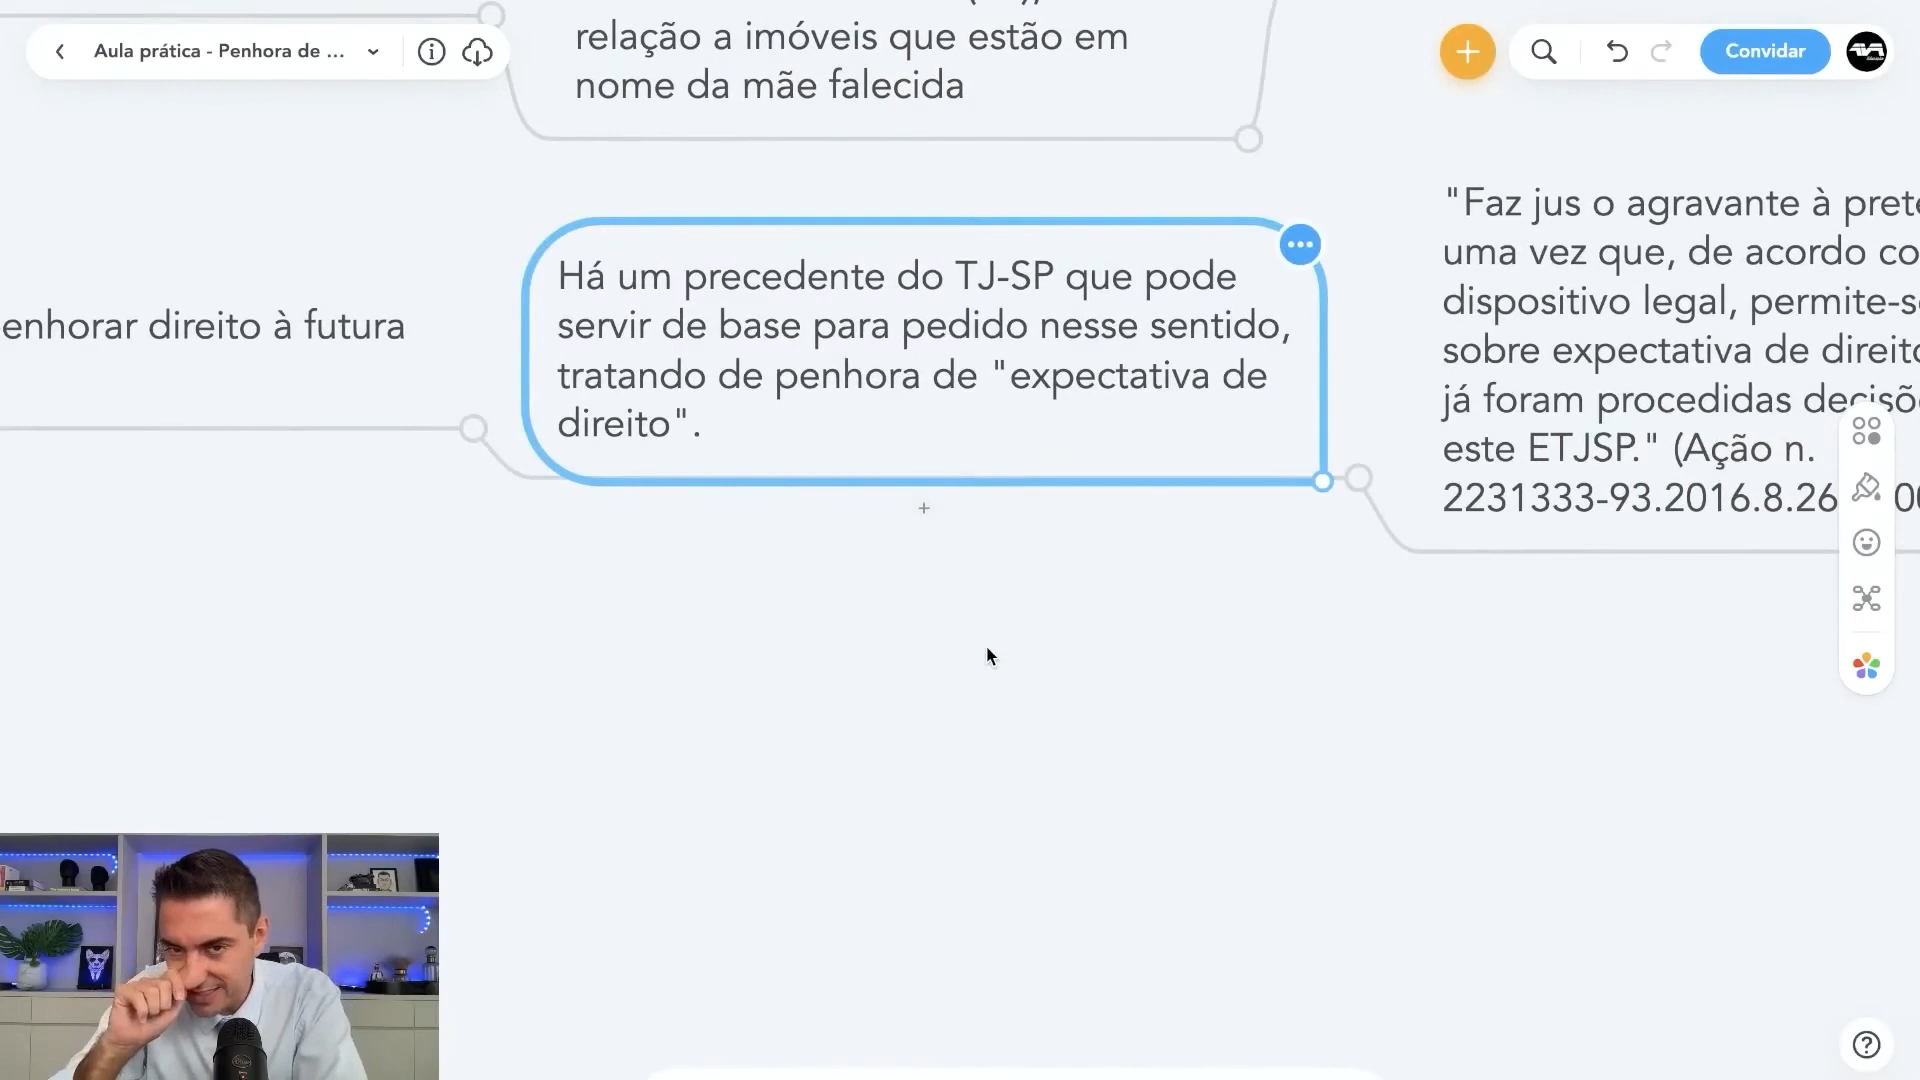 Aula prática - Penhora de ...
Convidar
relação a imóveis que estão em
nome da mãe falecida
enhorar direito à futura
Há um precedente do TJ-SP que pode
servir de base para pedido nesse sentido,
tratando de penhora de "expectativa de
direito".
"Faz jus o agravante à prete
uma vez que, de acordo co
dispositivo legal, permite-s
sobre expectativa de direito
já foram procedidas decisõ
este ETJSP." (Ação n.
2231333-93.2016.8.26